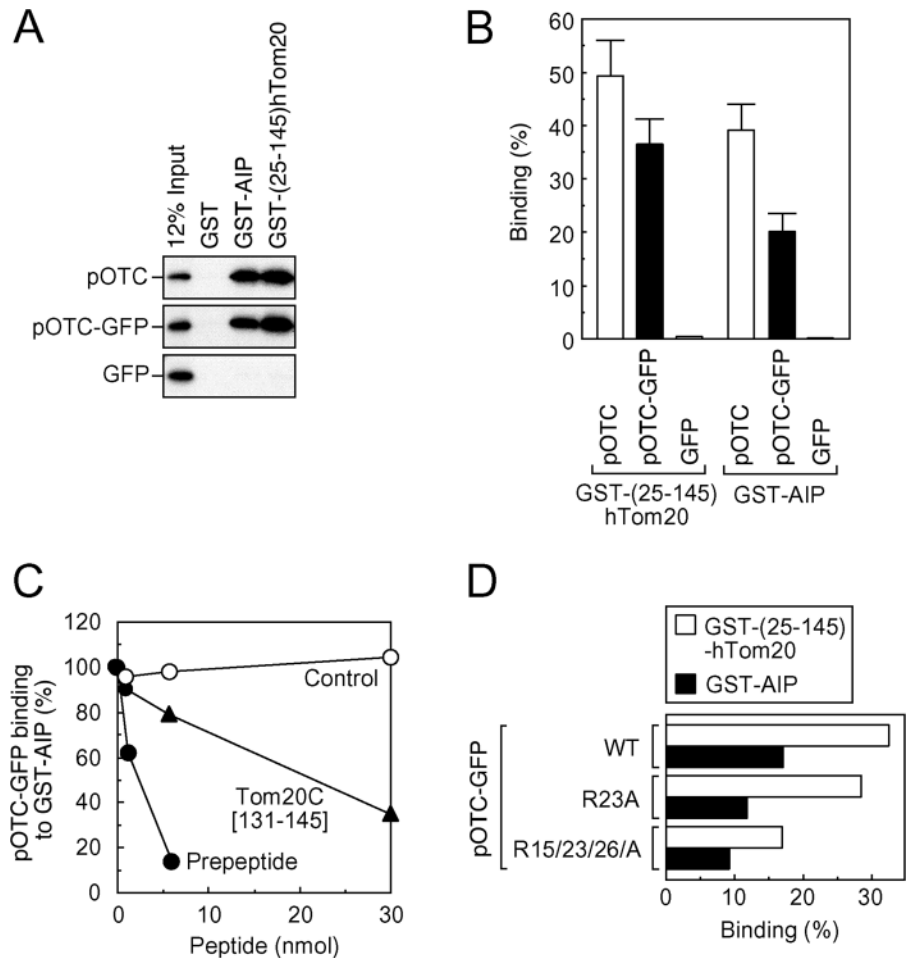 A
12% Input
GST
GST-AIP
GST-(25-145)hTom20
pOTC
pOTC-GFP
GFP
B
Binding (%)
60
50
40
30
20
10
0
pOTC
pOTC-GFP
GFP
pOTC
pOTC-GFP
GFP
GST-(25-145)
hTom20
GST-AIP
C
pOTC-GFP binding
to GST-AIP (%)
120
100
80
60
40
20
0
Control
Tom20C
[131-145]
Prepeptide
0
10
20
30
Peptide (nmol)
D
GST-(25-145)
-hTom20
GST-AIP
pOTC-GFP
WT
R23A
R15/23/26/A
0
10
20
30
Binding (%)